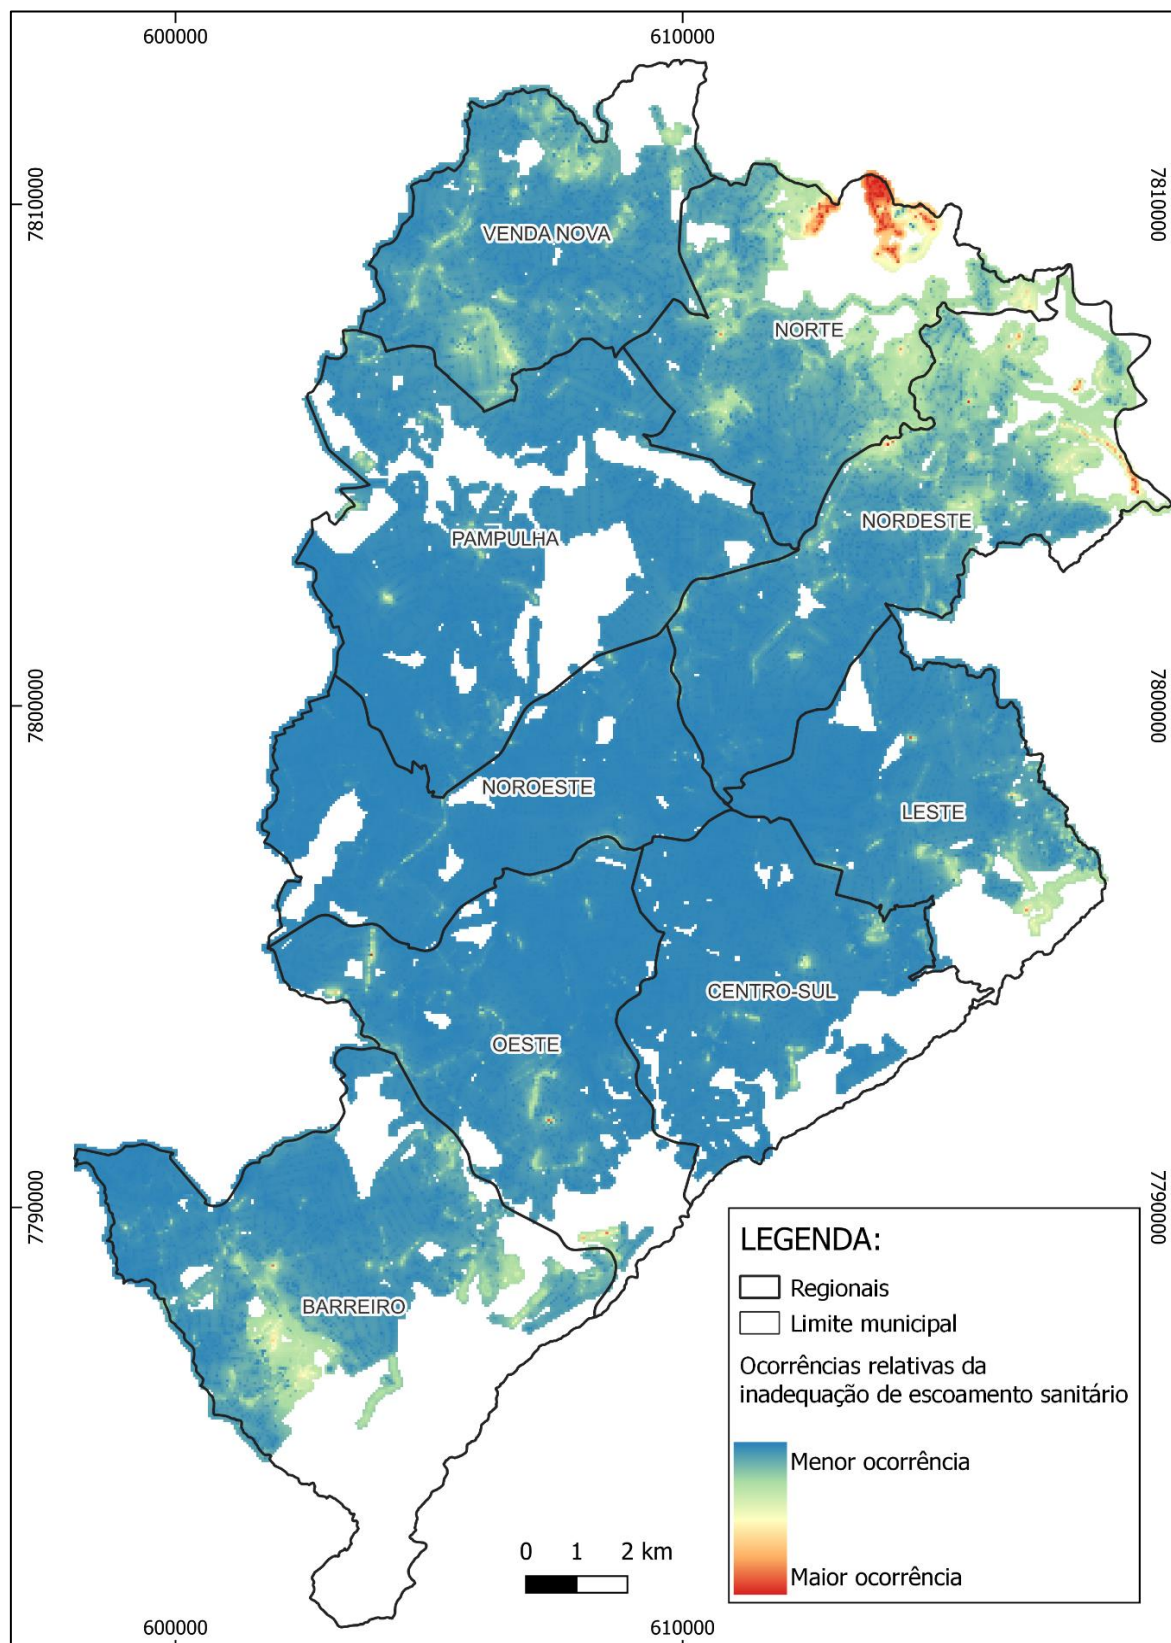 600000
610000
7810000
7810000
VENDA NOVA
NORTE
NORDESTE
PAMPULHA
7800000
7800000
NOROESTE
LESTE
CENTRO-SUL
OESTE
7790000
7790000
BARREIRO
LEGENDA:
Regionais
Limite municipal
Ocorrências relativas da
inadequação de escoamento sanitário
Menor ocorrência
Maior ocorrência
0 1 2 km
600000
610000